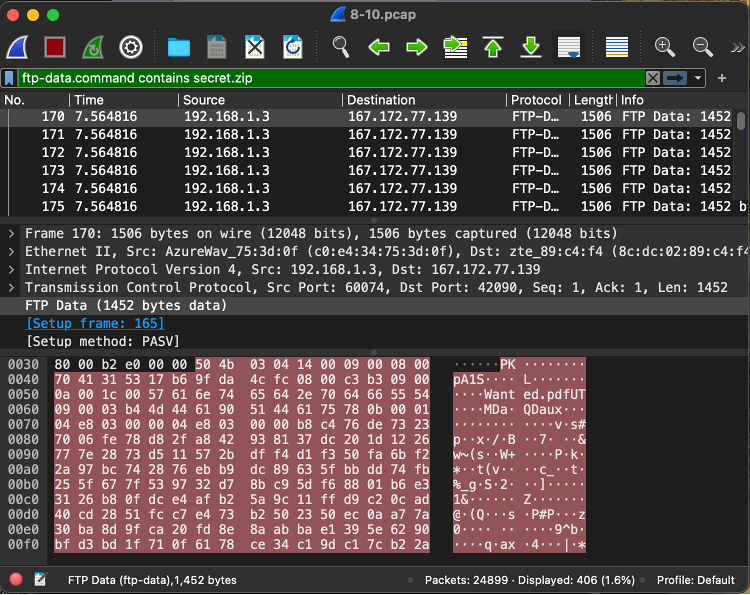 8-10.pcap
ftp-data.command contains secret.zip
No. Time Source Destination Protocol Length Info
170 7.564816 192.168.1.3 167.172.77.139 FTP-D… 1506 FTP Data: 1452
171 7.564816 192.168.1.3 167.172.77.139 FTP-D… 1506 FTP Data: 1452
172 7.564816 192.168.1.3 167.172.77.139 FTP-D… 1506 FTP Data: 1452
173 7.564816 192.168.1.3 167.172.77.139 FTP-D… 1506 FTP Data: 1452
174 7.564816 192.168.1.3 167.172.77.139 FTP-D… 1506 FTP Data: 1452
175 7.564816 192.168.1.3 167.172.77.139 FTP-D… 1506 FTP Data: 1452 b
Frame 170: 1506 bytes on wire (12048 bits), 1506 bytes captured (12048 bits)
Ethernet II, Src: AzureWav_75:3d:0f (c0:e4:34:75:3d:0f), Dst: zte_89:c4:f4 (8c:dc:02:89:c4:f4
Internet Protocol Version 4, Src: 192.168.1.3, Dst: 167.172.77.139
Transmission Control Protocol, Src Port: 60074, Dst Port: 42090, Seq: 1, Ack: 1, Len: 1452
FTP Data (1452 bytes data)
[Setup frame: 165]
[Setup method: PASV]
0030 80 00 b2 e0 00 00 50 4b 03 04 14 00 09 00 08 00 ······PK ········
0040 70 41 31 53 17 b6 9f da 4c fc 08 00 c3 b3 09 00 pA1S···· L·······
0050 0a 00 1c 00 57 61 6e 74 65 64 2e 70 64 66 55 54 ····Want ed.pdfUT
0060 09 00 03 b4 4d 44 61 90 51 44 61 75 78 0b 00 01 ····MDa· QDaux···
0070 04 e8 03 00 00 04 e8 03 00 00 b8 c4 76 de 73 23 ········ ····v·s#
0080 70 06 fe 78 d8 2f a8 42 93 81 37 dc 20 1d 12 26 p··x·/·B ··7· ··&
0090 77 7e 28 73 d5 11 57 2b df f4 d1 f3 50 fa 6b f2 w~(s··W+ ····P·k·
00a0 2a 97 bc 74 28 76 eb b9 dc 89 63 5f bb dd 74 fb *··t(v·· ··c_··t·
00b0 25 5f 67 7f 53 97 32 d7 8b c9 5d f6 88 01 b6 e3 %_g·S·2· ··]·····
00c0 31 26 b8 0f dc e4 af b2 5a 9c 11 ff d9 c2 0c ad 1&······ Z·······
00d0 40 cd 28 51 fc c7 e4 73 b2 50 23 50 ec 0a a7 7a @·(Q···s ·P#P···z
00e0 30 ba 8d 9f ca 20 fd 8e 8a ab ba e1 39 5e 62 90 0···· ·· ····9^b·
00f0 bf d3 bd 1f 71 0f 61 78 ce 34 c1 9d c1 7c b2 2a ····q·ax ·4···|·*
FTP Data (ftp-data),1,452 bytes Packets: 24899 · Displayed: 406 (1.6%) Profile: Default